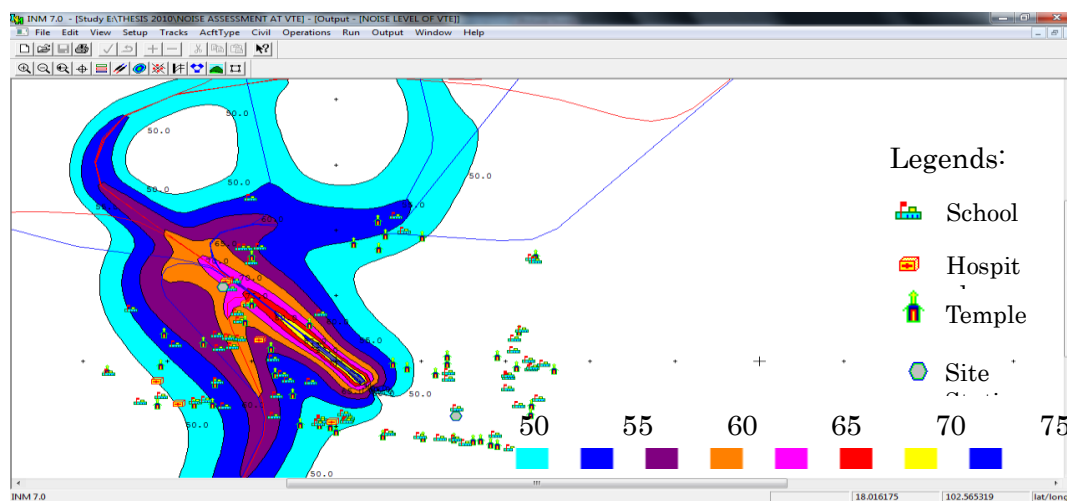 INM 7.0 - [Study E:\THESIS 2010\NOISE ASSESSMENT AT VTE] - [Output - [NOISE LEVEL OF VTE]]
File Edit View Setup Tracks AcftType Civil Operations Run Output Window Help
50.0
50.0
50.0
50.0
50.0
Legends:
School
Hospit
Temple
Site
50.0
50.0
50.0
50 55 60 65 70 75
INM 7.0 18.016175 102.565319 lat/long